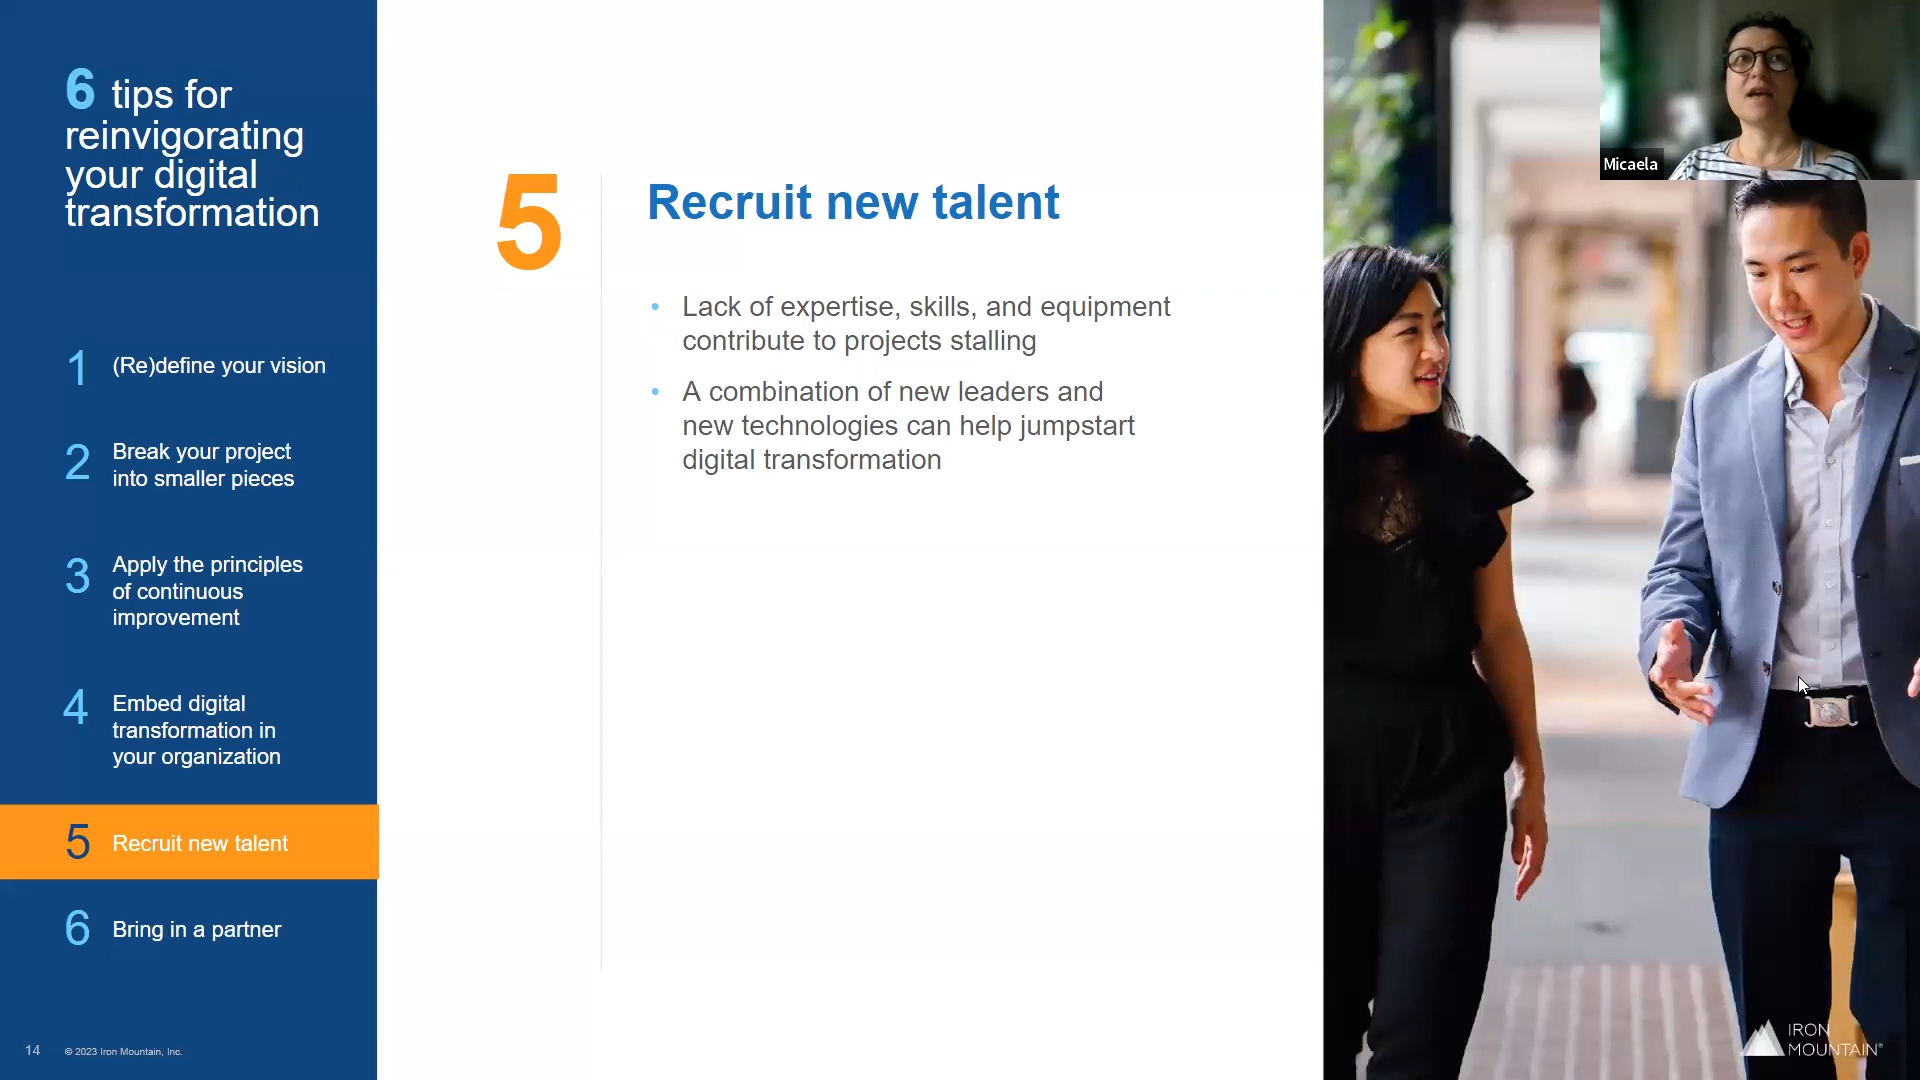 6 tips for
reinvigorating
your digital
transformation
1 (Re)define your vision
2 Break your project
into smaller pieces
3 Apply the principles
of continuous
improvement
4 Embed digital
transformation in
your organization
5 Recruit new talent
6 Bring in a partner
14 © 2023 Iron Mountain, Inc.
5 Recruit new talent
• Lack of expertise, skills, and equipment
contribute to projects stalling
• A combination of new leaders and
new technologies can help jumpstart
digital transformation
Micaela
IRON
MOUNTAIN®